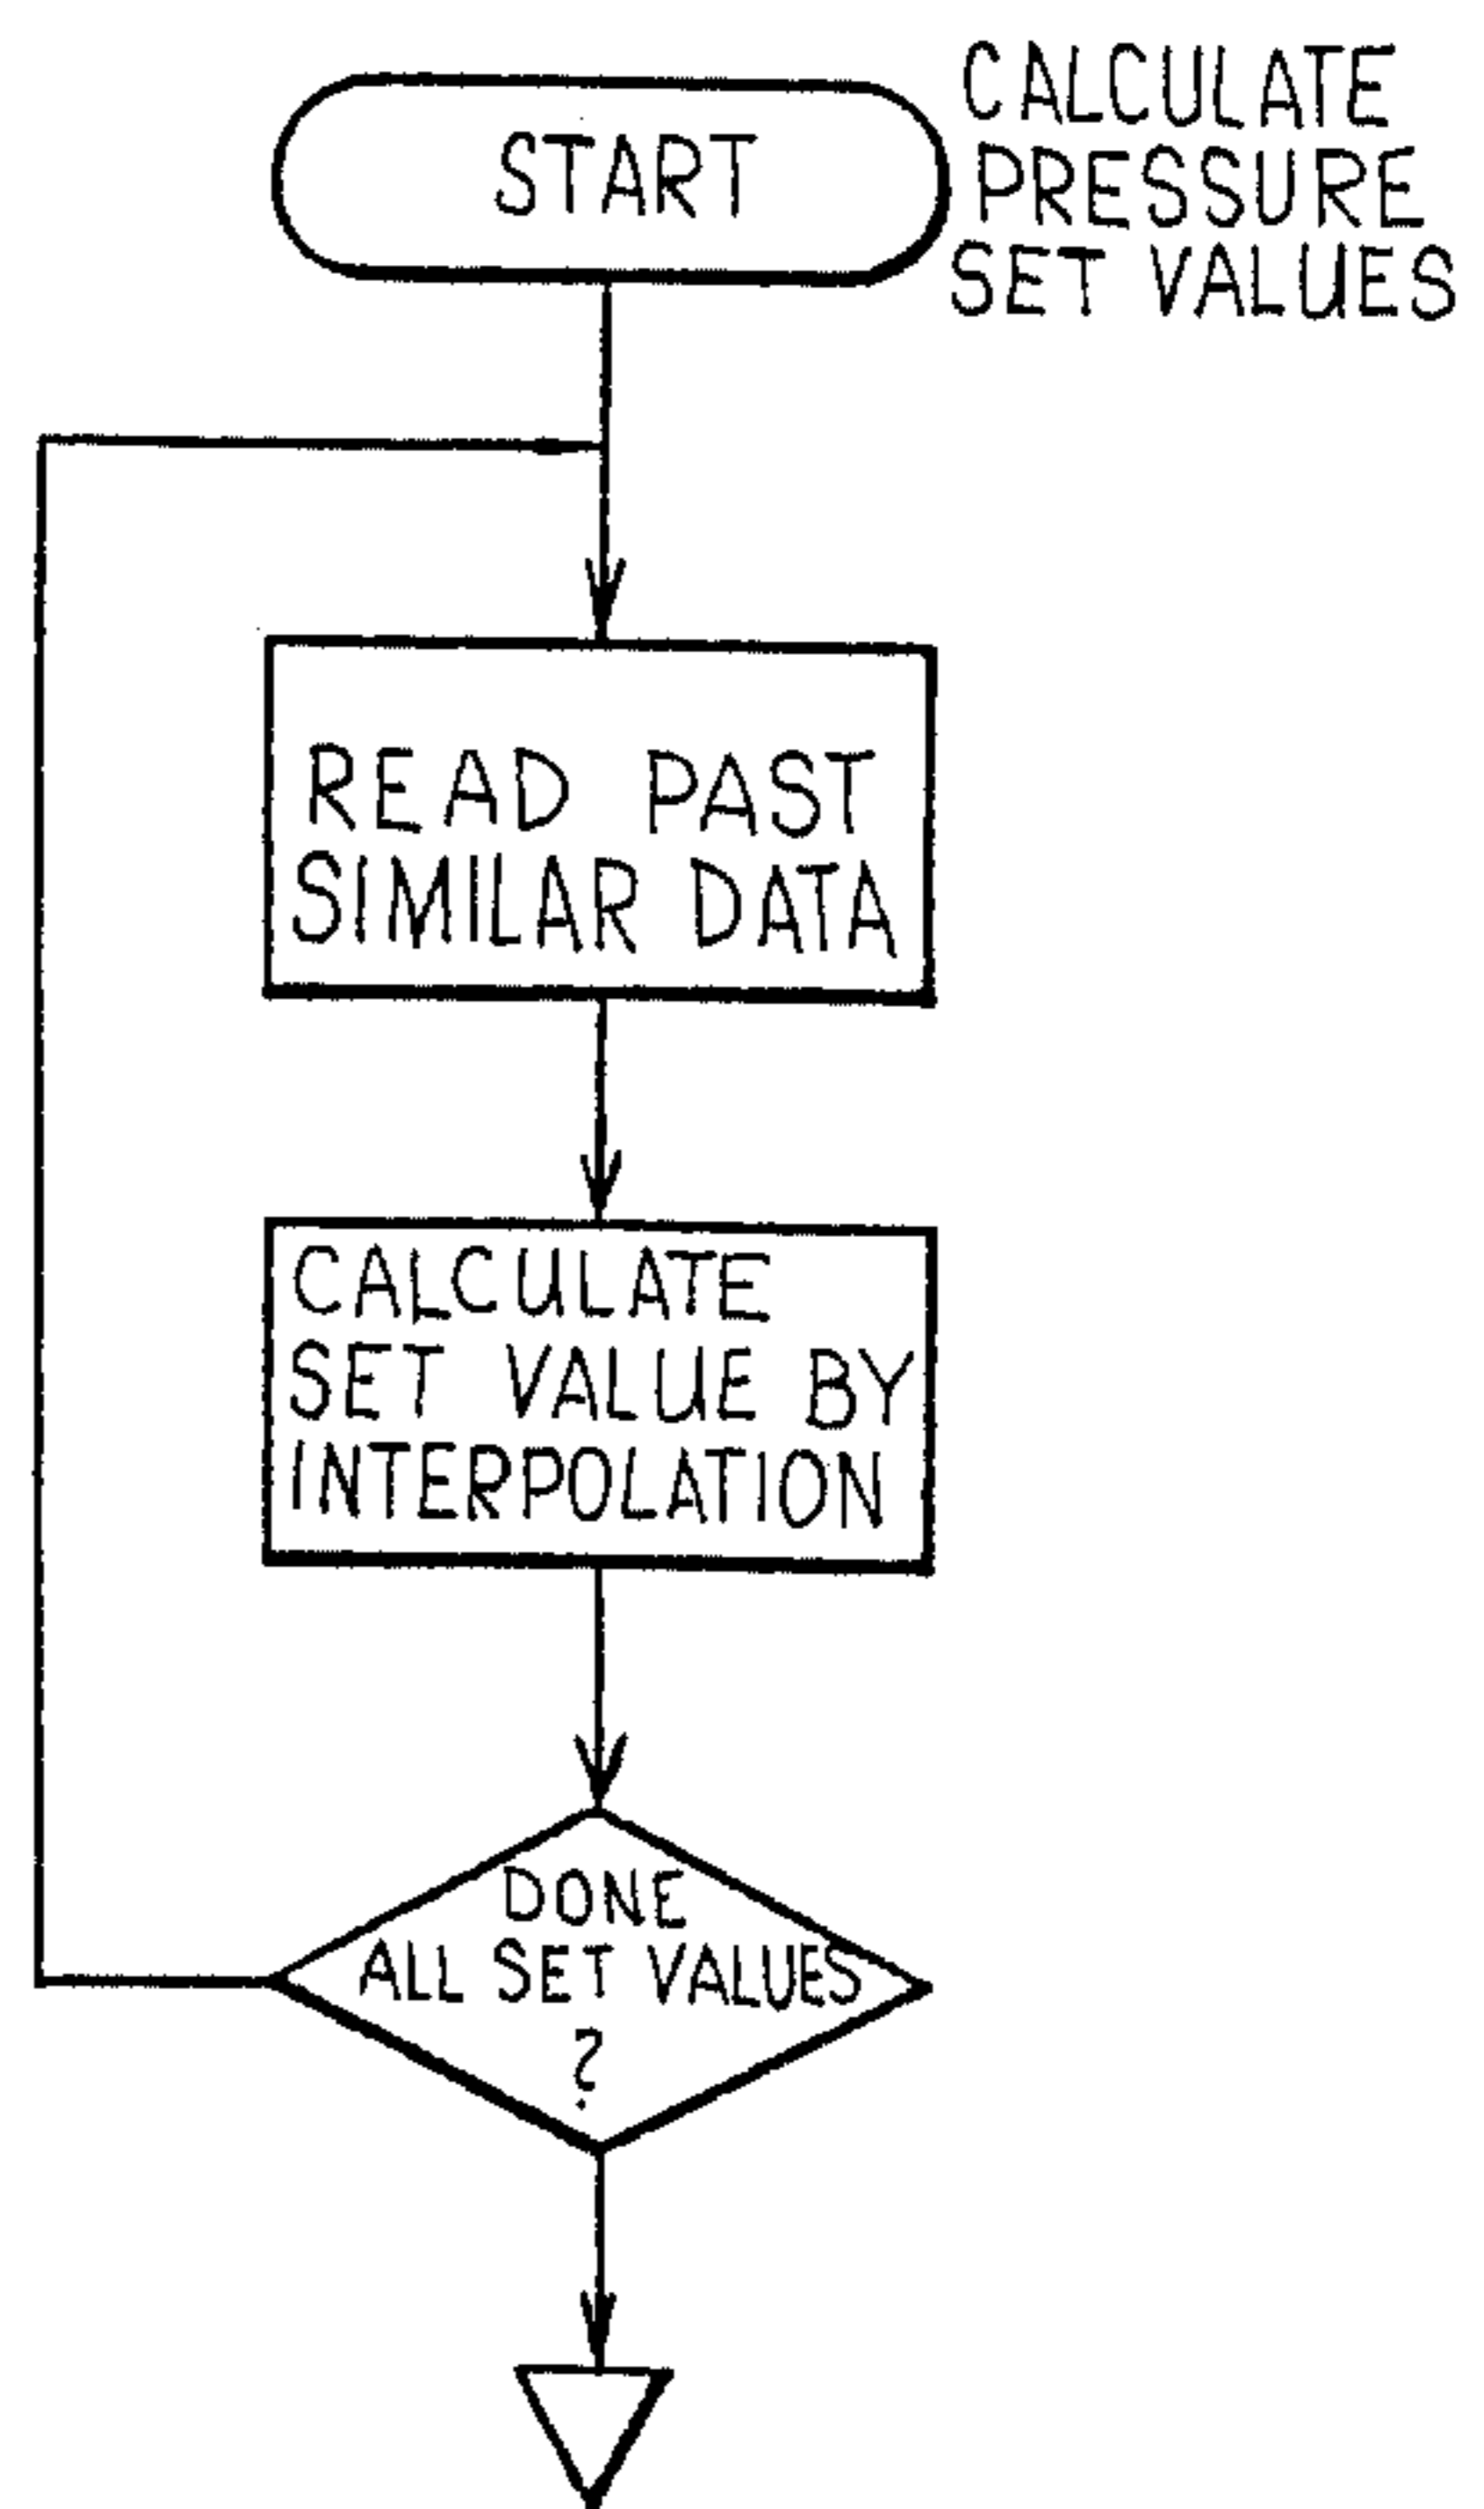 START
CALCULATE
PRESSURE
SET VALUES
READ PAST
SIMILAR DATA
CALCULATE
SET VALUE BY
INTERPOLATION
DONE
ALL SET VALUES
?